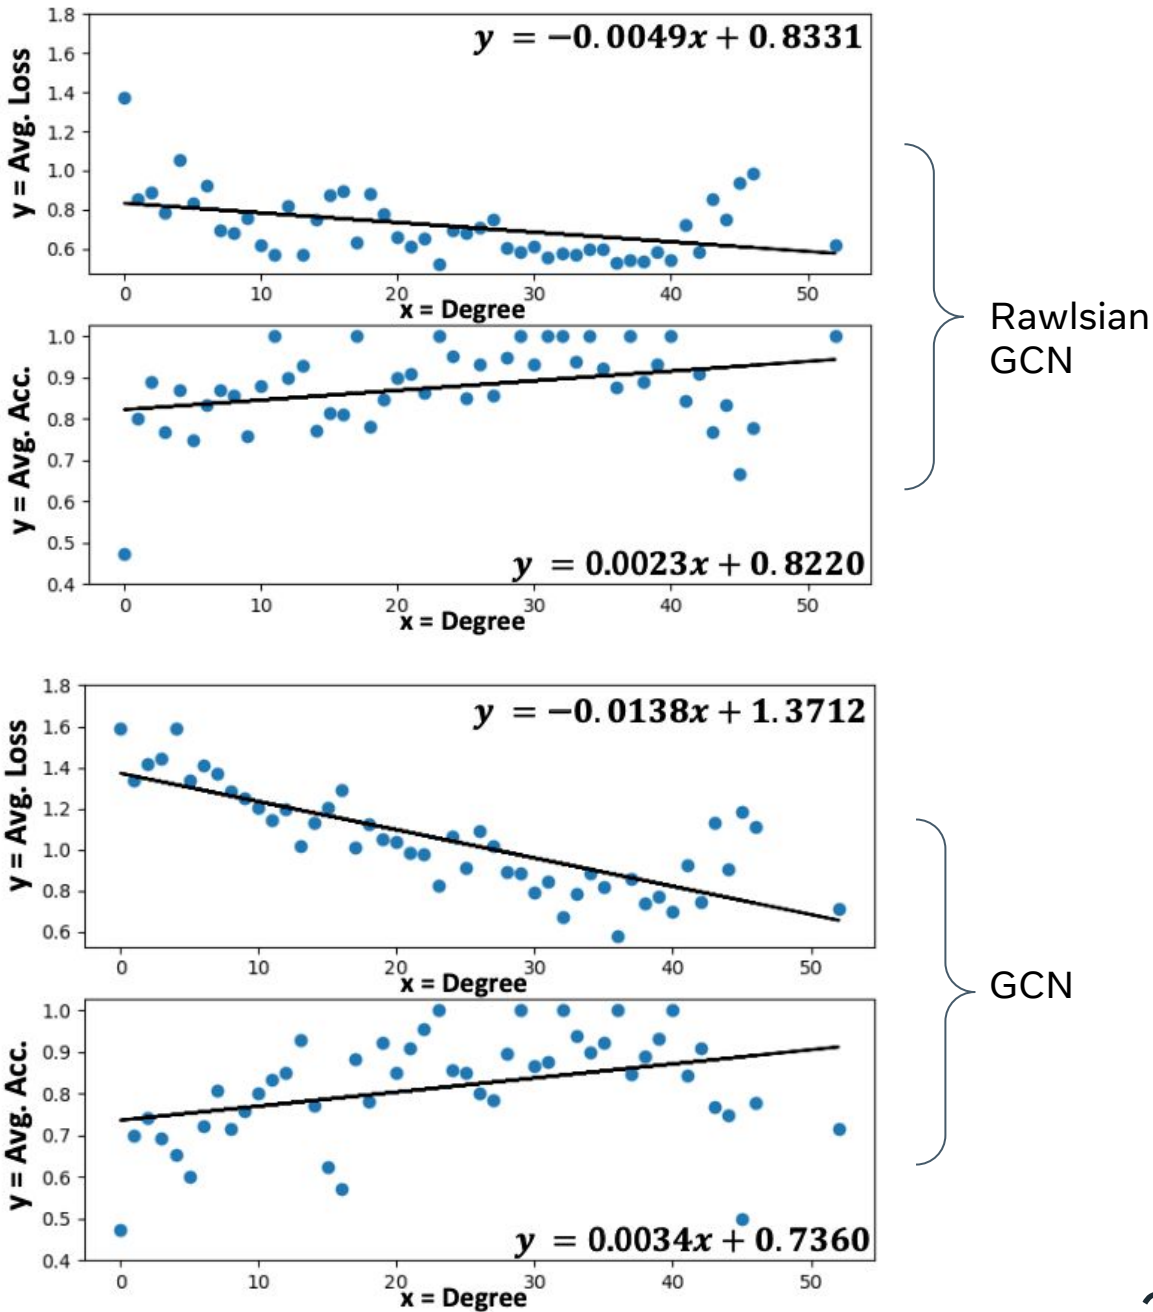 y = −0.0049x + 0.8331
y = Avg. Loss
1.8
1.6
1.4
1.2
1.0
0.8
0.6
0 10 20 30 40 50
x = Degree
y = Avg. Acc.
1.0
0.9
0.8
0.7
0.6
0.5
0.4
y = 0.0023x + 0.8220
0 10 20 30 40 50
x = Degree
Rawlsian
GCN
y = −0.0138x + 1.3712
y = Avg. Loss
1.8
1.6
1.4
1.2
1.0
0.8
0.6
0 10 20 30 40 50
x = Degree
y = Avg. Acc.
1.0
0.9
0.8
0.7
0.6
0.5
0.4
y = 0.0034x + 0.7360
0 10 20 30 40 50
x = Degree
GCN